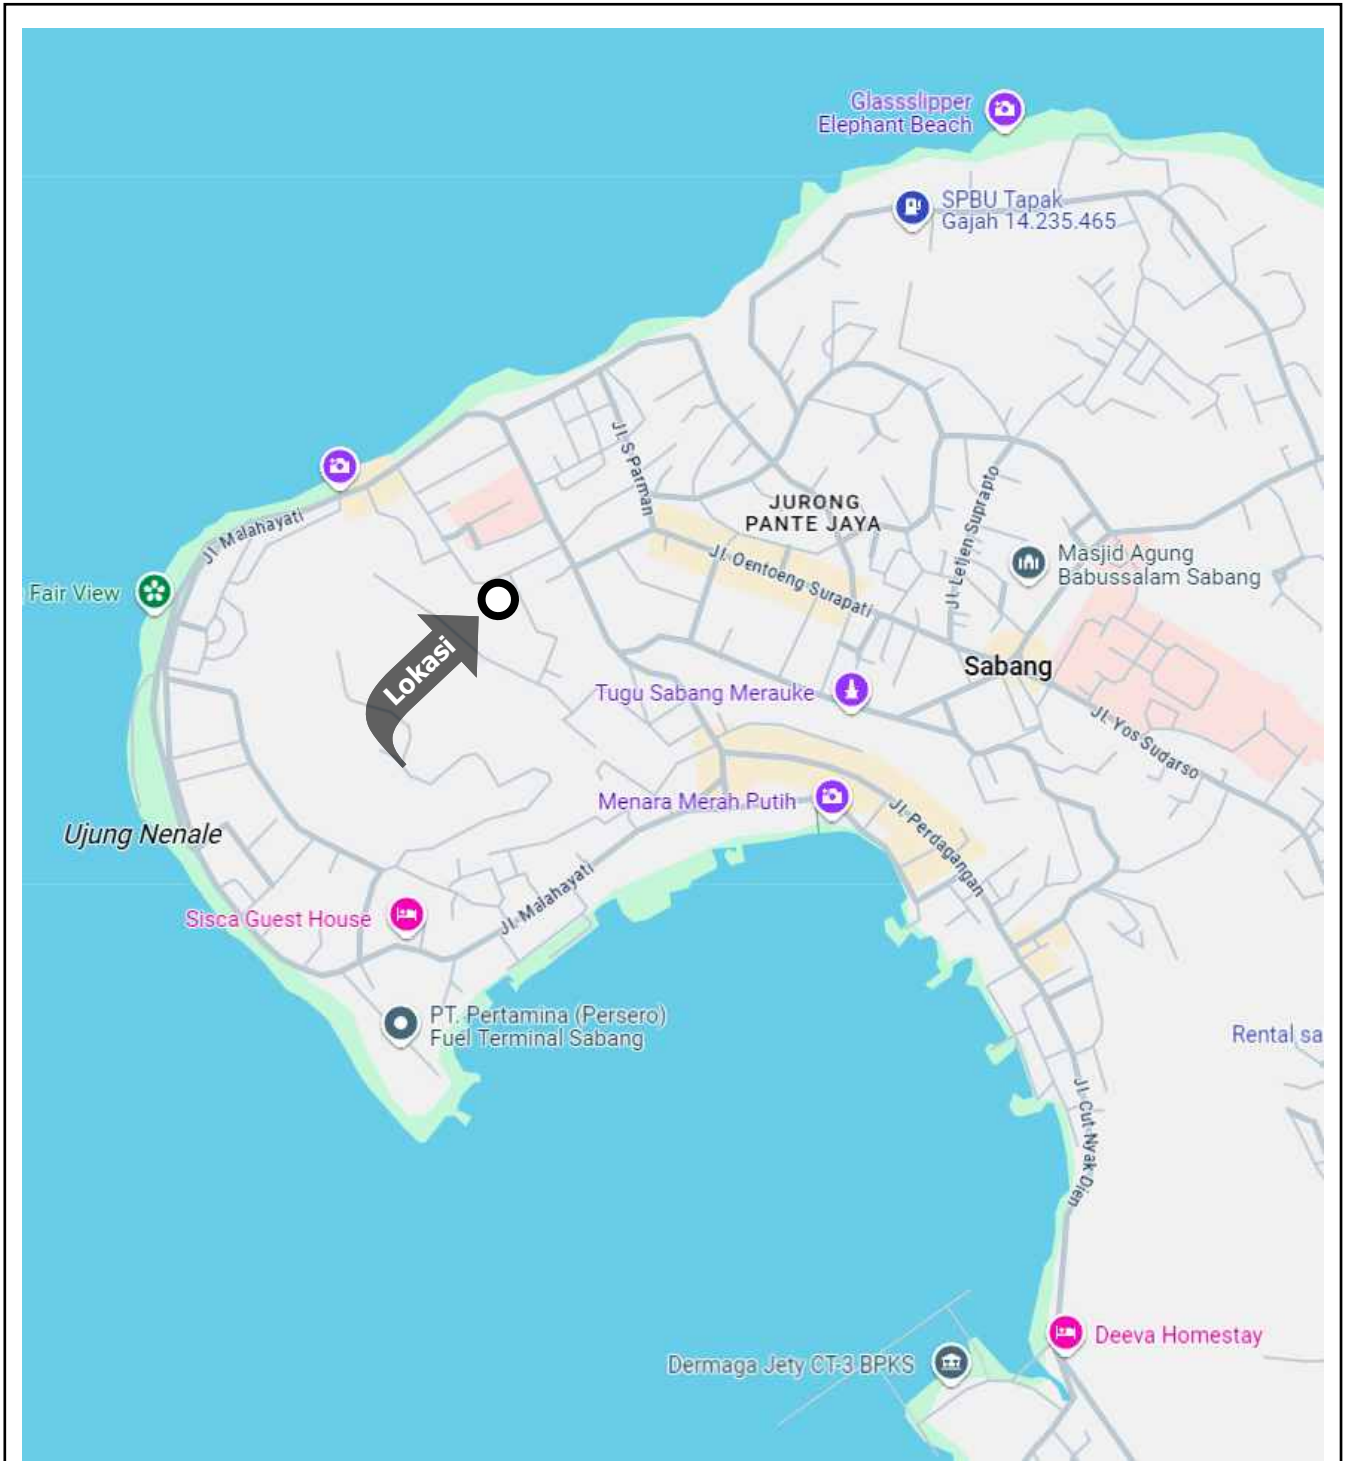 Glassslipper
Elephant Beach
SPBU Tapak
Gajah 14.235.465
Jl. S Parman
JURONG
PANTE JAYA
Jl. Letjen Suprapto
Jl. Malahayati
Jl. Oentoeng Surapati
Masjid Agung
Babussalam Sabang
Fair View
Lokasi
Sabang
Tugu Sabang Merauke
Jl. Yos Sudarso
Menara Merah Putih
Jl. Perdagangan
Ujung Nenale
Jl. Malahayati
Sisca Guest House
PT. Pertamina (Persero)
Fuel Terminal Sabang
Rental sa
Jl. Cut Nyak Dien
Deeva Homestay
Dermaga Jety CT-3 BPKS